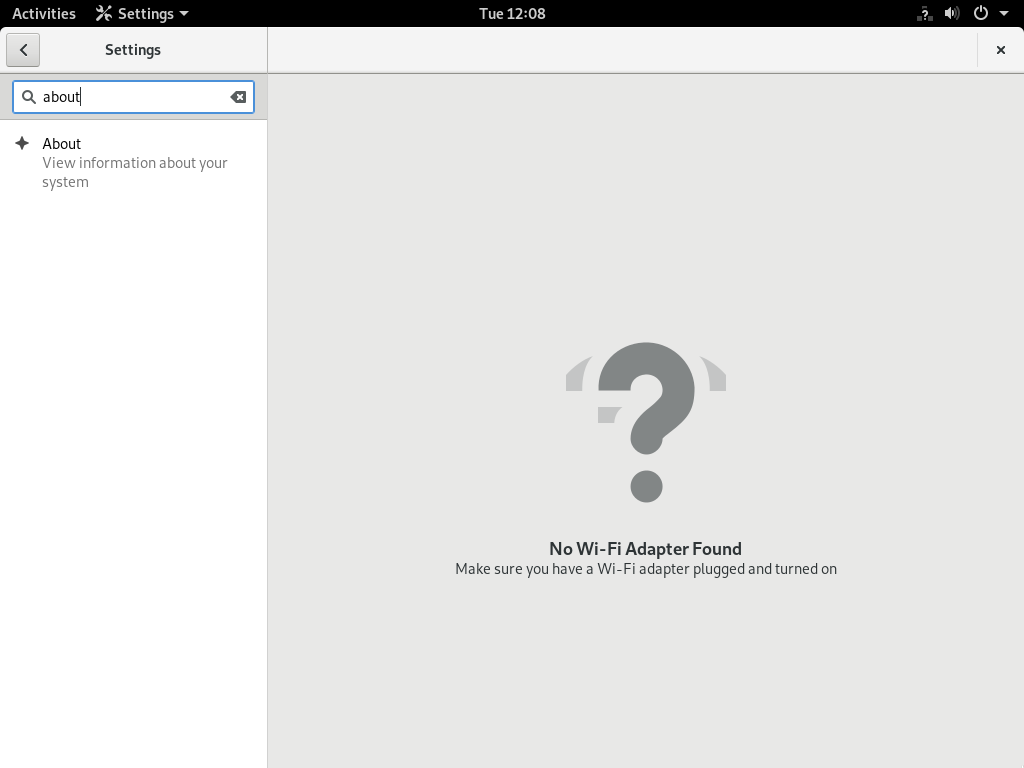 Activities Settings Tue 12:08
Settings
about
About
View information about your
system
No Wi-Fi Adapter Found
Make sure you have a Wi-Fi adapter plugged and turned on